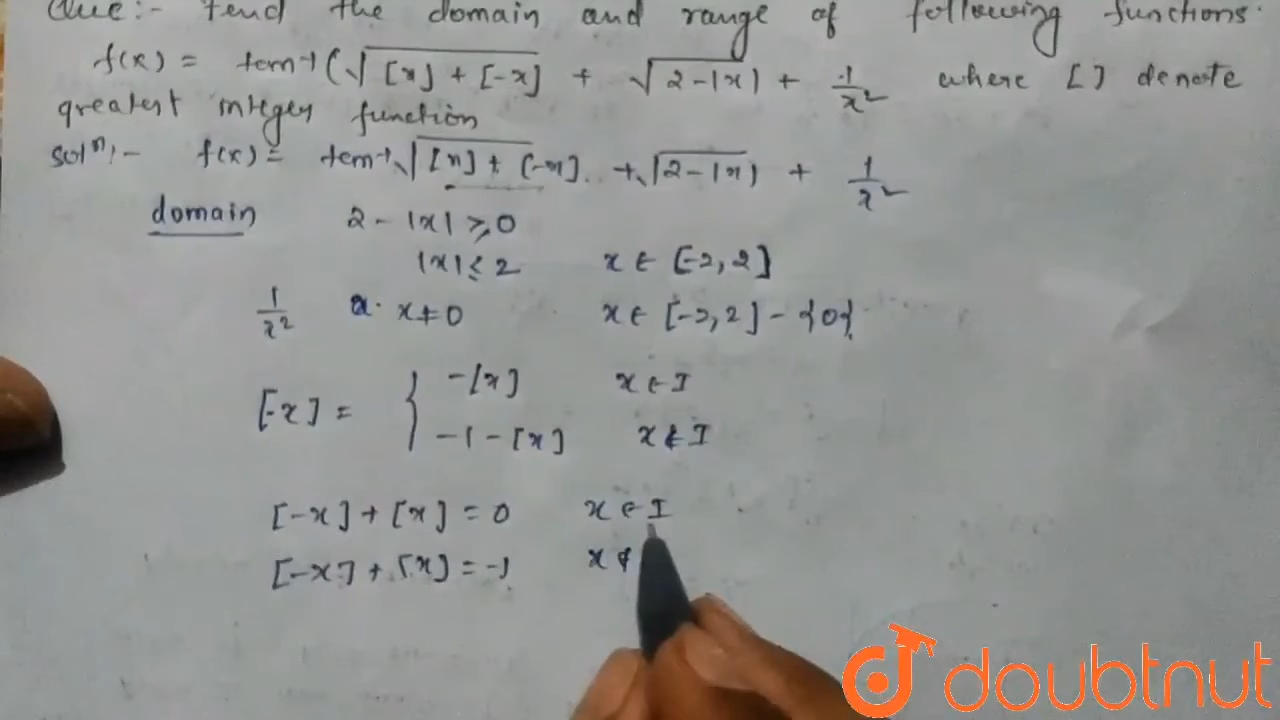 Que:- Find the domain and range of following functions.
f(x) = tan⁻¹(√[x]+[-x] + √2-|x|) + 1/x² where [] denote
greatest integer function
solⁿ:- f(x)= tan⁻¹√[x]+[-x] + √2-|x|) + 1/x²
domain 2-|x| ≥ 0
|x| ≤ 2 x ∈ [-2,2]
1/x² x ≠ 0 x ∈ [-2,2] - {0}
[-x] = { -[x] x ∈ I
-1-[x] x ∉ I
[-x]+[x] = 0 x ∈ I
[-x]+[x] = -1 x ∉
doubtnut